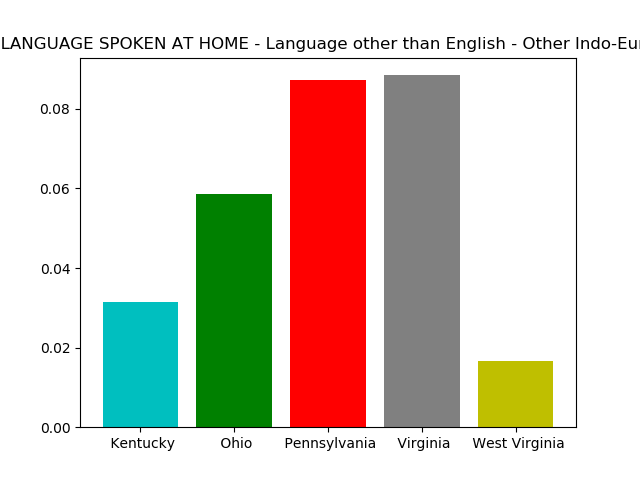 LANGUAGE SPOKEN AT HOME - Language other than English - Other Indo-Eur
0.08
0.06
0.04
0.02
0.00
Kentucky Ohio Pennsylvania Virginia West Virginia